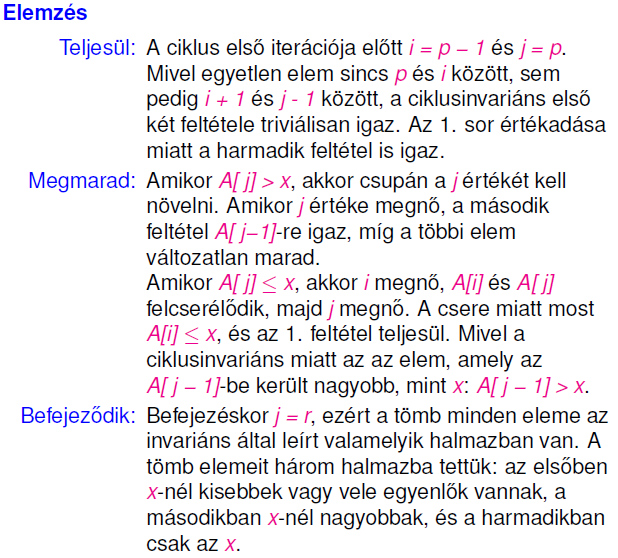 Elemzés
Teljesül: A ciklus első iterációja előtt i = p − 1 és j = p.
Mivel egyetlen elem sincs p és i között, sem
pedig i + 1 és j - 1 között, a ciklusinvariáns első
két feltétele triviálisan igaz. Az 1. sor értékadása
miatt a harmadik feltétel is igaz.
Megmarad: Amikor A[ j] > x, akkor csupán a j értékét kell
növelni. Amikor j értéke megnő, a második
feltétel A[ j−1]-re igaz, míg a többi elem
változatlan marad.
Amikor A[ j] ≤ x, akkor i megnő, A[i] és A[ j]
felcserélődik, majd j megnő. A csere miatt most
A[i] ≤ x, és az 1. feltétel teljesül. Mivel a
ciklusinvariáns miatt az az elem, amely az
A[ j − 1]-be került nagyobb, mint x: A[ j − 1] > x.
Befejeződik: Befejezéskor j = r, ezért a tömb minden eleme az
invariáns által leírt valamelyik halmazban van. A
tömb elemeit három halmazba tettük: az elsőben
x-nél kisebbek vagy vele egyenlők vannak, a
másodikban x-nél nagyobbak, és a harmadikban
csak az x.